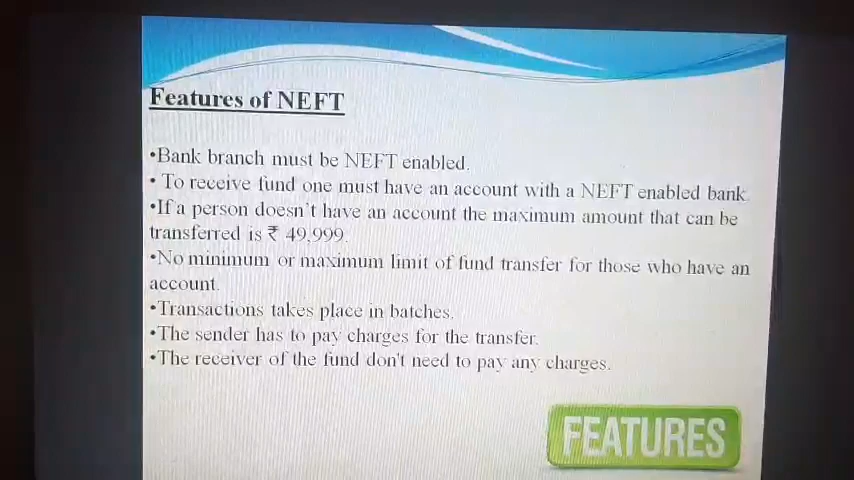 Features of NEFT
•Bank branch must be NEFT enabled.
• To receive fund one must have an account with a NEFT enabled bank.
•If a person doesn't have an account the maximum amount that can be
transferred is ₹ 49,999.
•No minimum or maximum limit of fund transfer for those who have an
account.
•Transactions takes place in batches.
•The sender has to pay charges for the transfer.
•The receiver of the fund don't need to pay any charges.
FEATURES